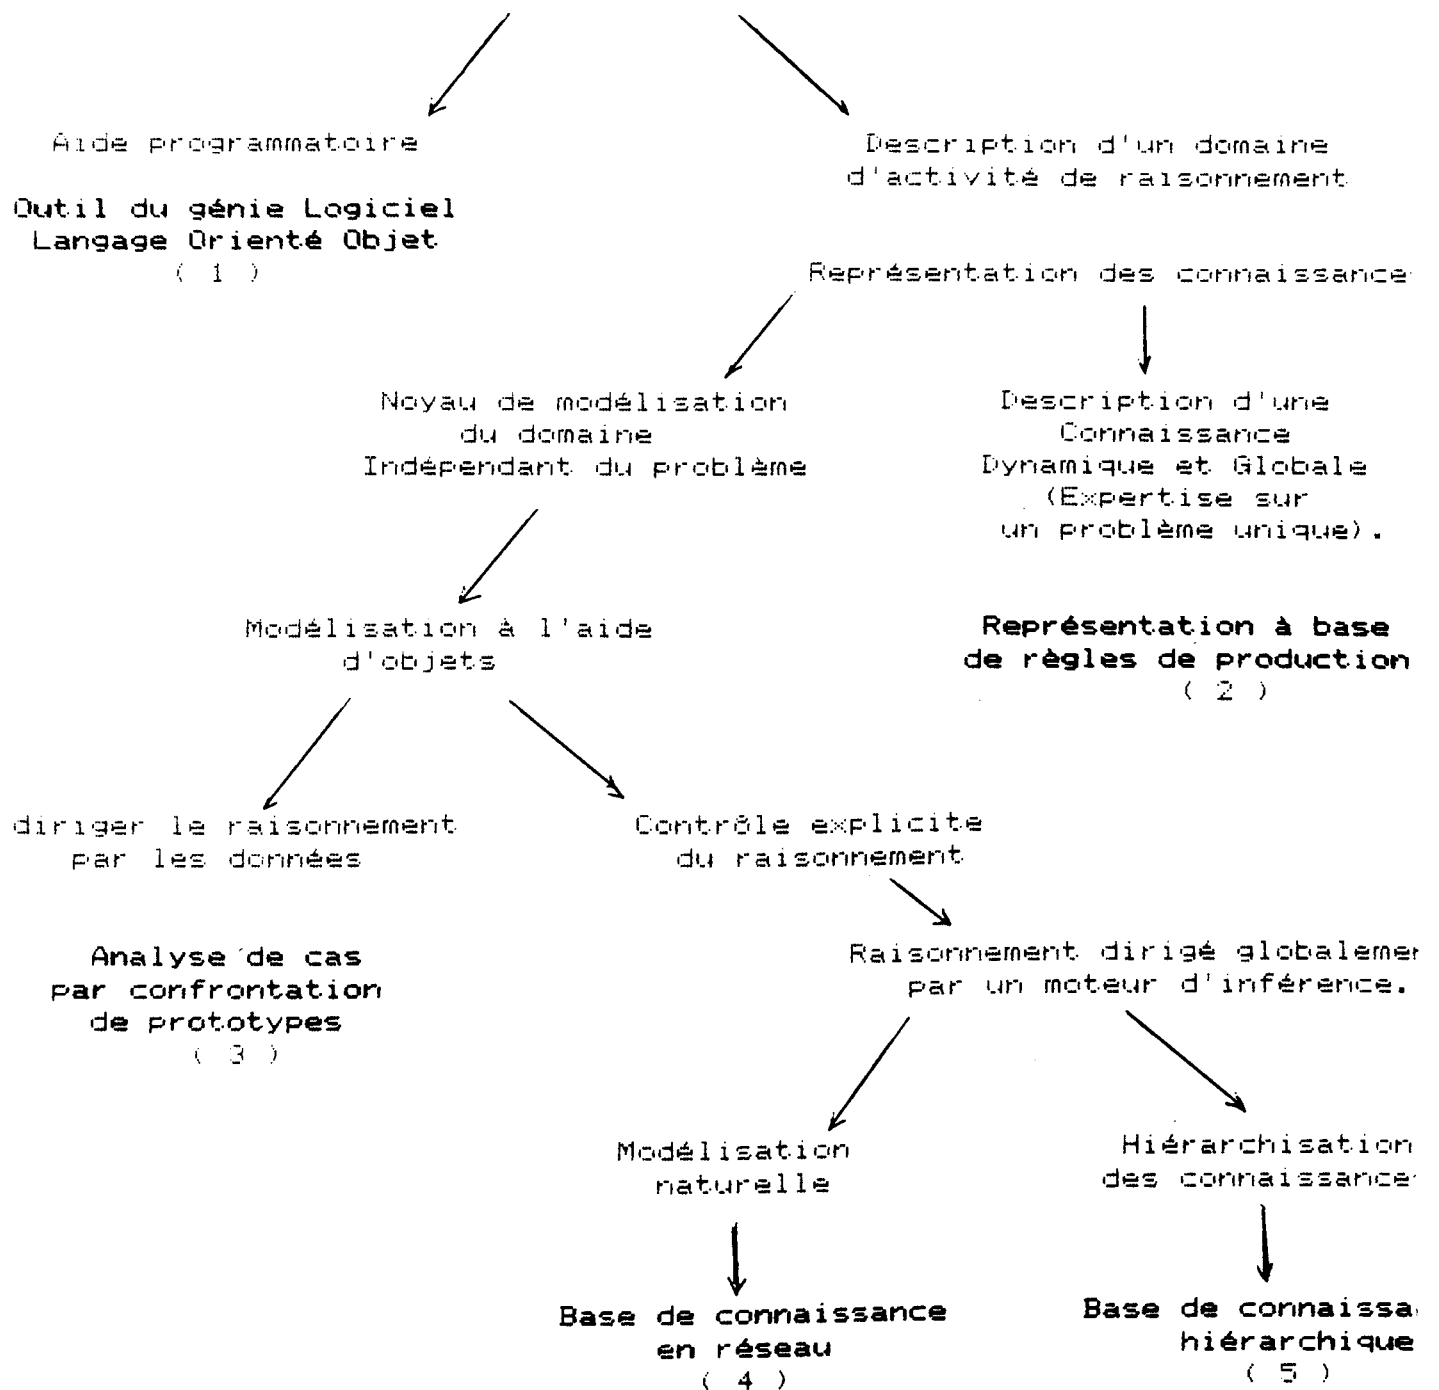 Aide programmatoire
Outil du génie Logiciel
Langage Orienté Objet
( 1 )
Description d'un domaine
d'activité de raisonnement
Représentation des connaissance
Noyau de modélisation
du domaine
Indépendant du problème
Description d'une
Connaissance
Dynamique et Globale
(Expertise sur
un problème unique).
Modélisation à l'aide
d'objets
Représentation à base
de règles de production
( 2 )
diriger le raisonnement
par les données
Contrôle explicite
du raisonnement
Analyse de cas
par confrontation
de prototypes
( 3 )
Raisonnement dirigé globalemen
par un moteur d'inférence.
Modélisation
naturelle
Hiérarchisation
des connaissance
Base de connaissance
en réseau
( 4 )
Base de connaissa
hiérarchique
( 5 )